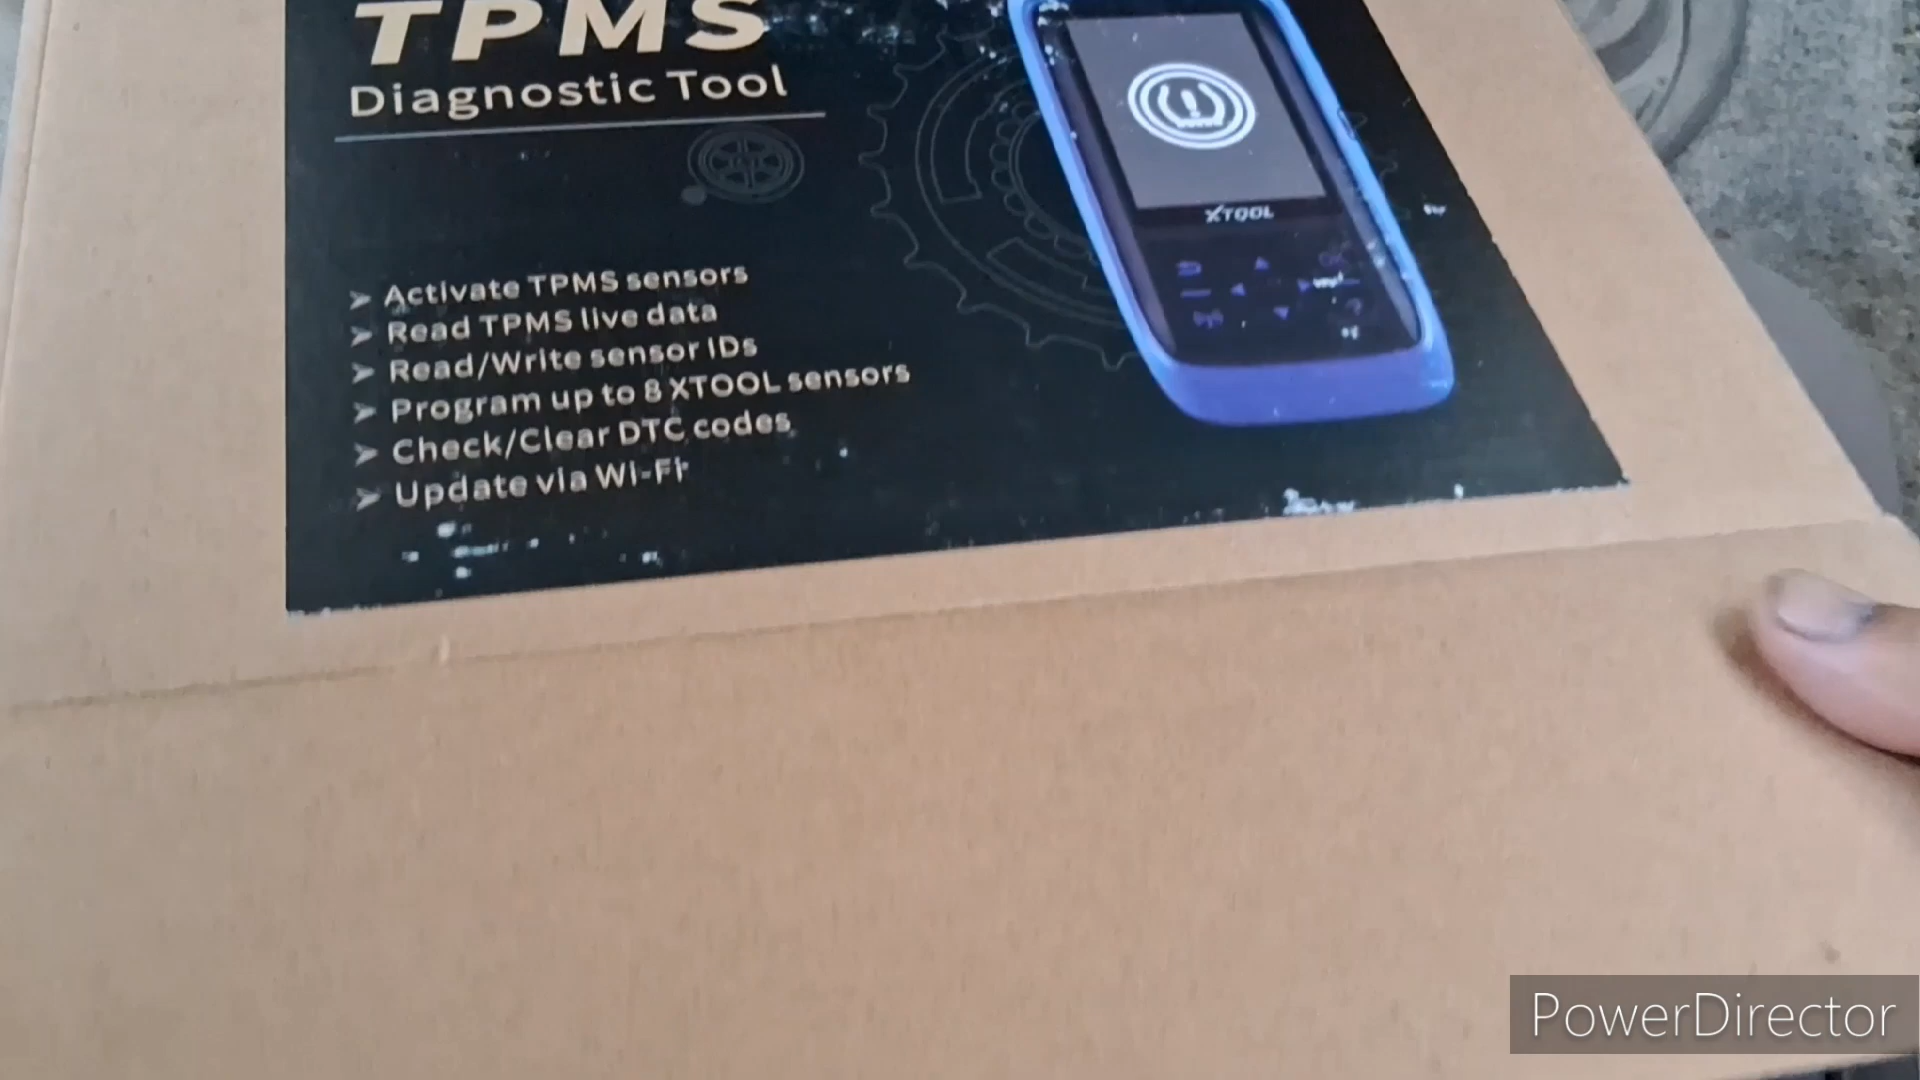 TPMS
Diagnostic Tool
XTOOL
➤ Activate TPMS sensors
➤ Read TPMS live data
➤ Read/Write sensor IDs
➤ Program up to 8 XTOOL sensors
➤ Check/Clear DTC codes
➤ Update via Wi-Fi
OK
PowerDirector